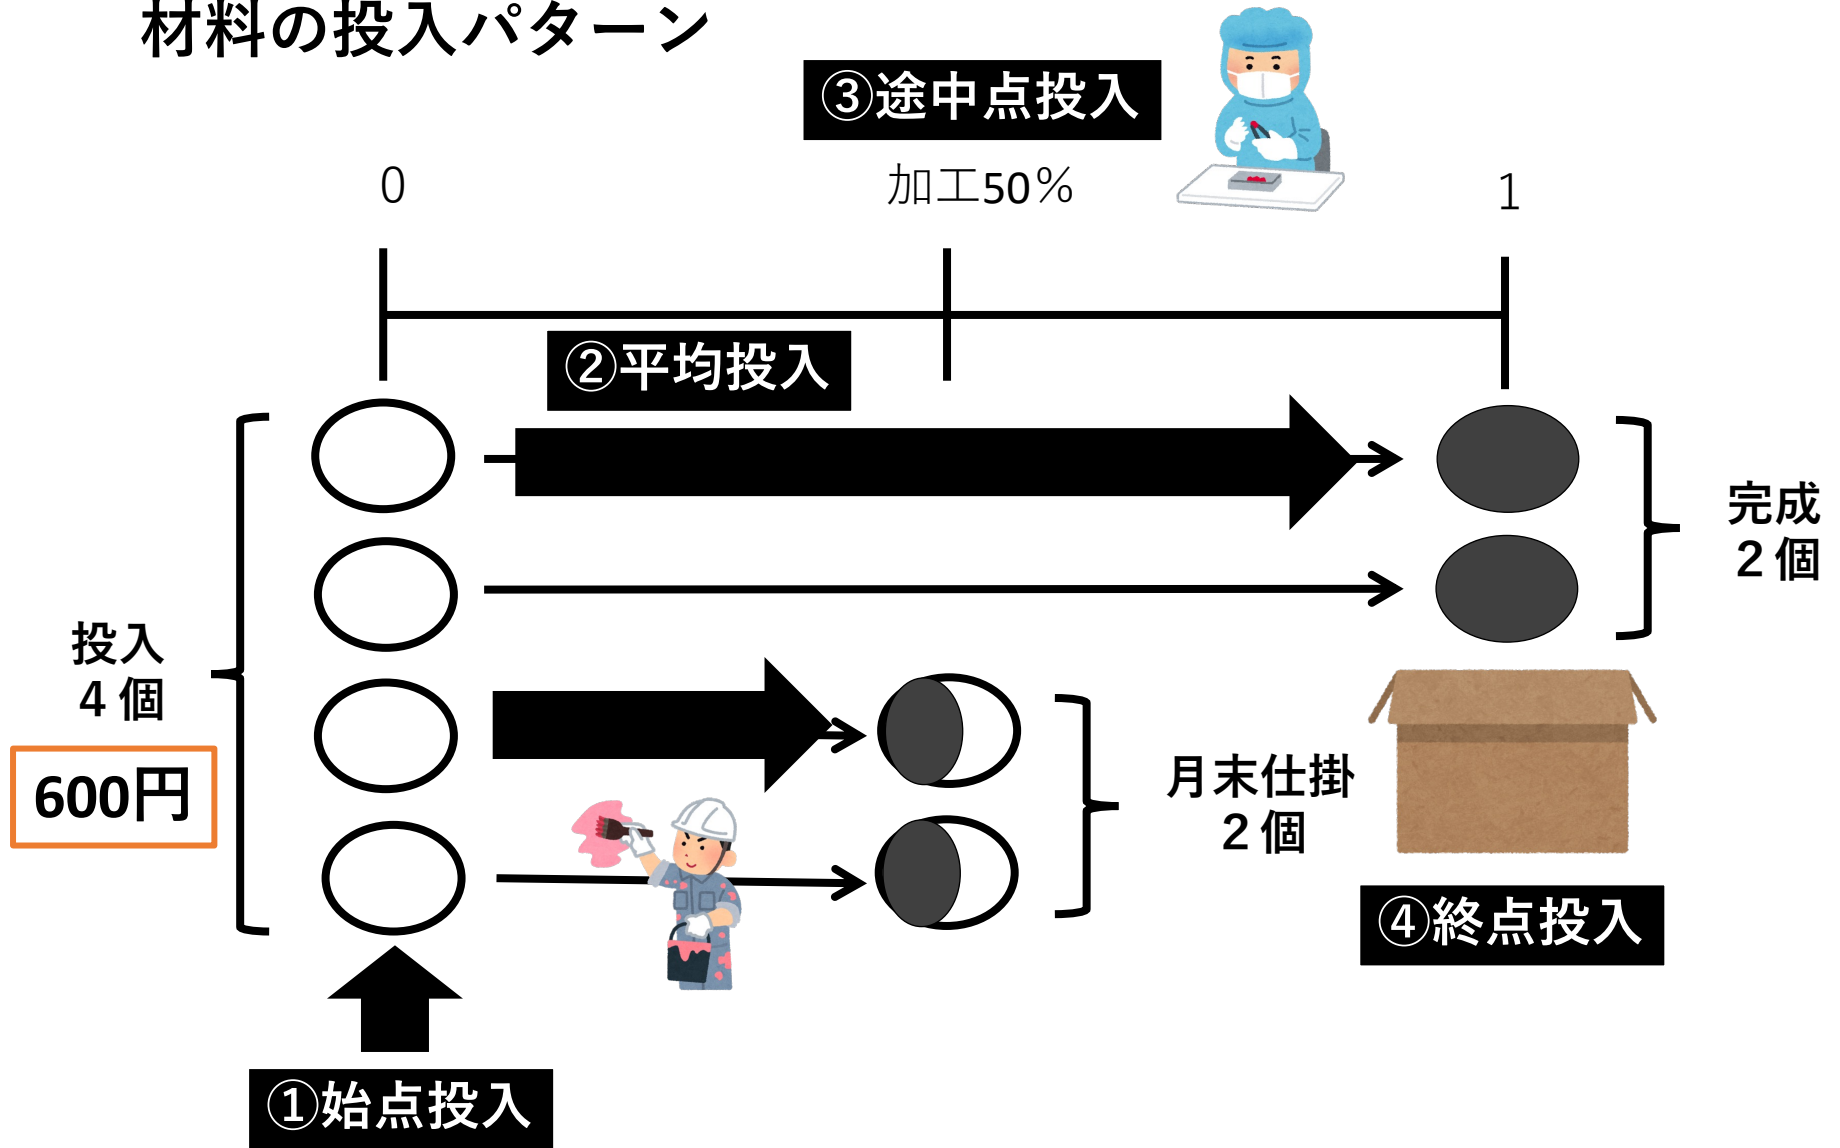 材料の投入パターン
③途中点投入
0
加工50％
1
②平均投入
完成
２個
投入
４個
600円
月末仕掛
２個
④終点投入
①始点投入